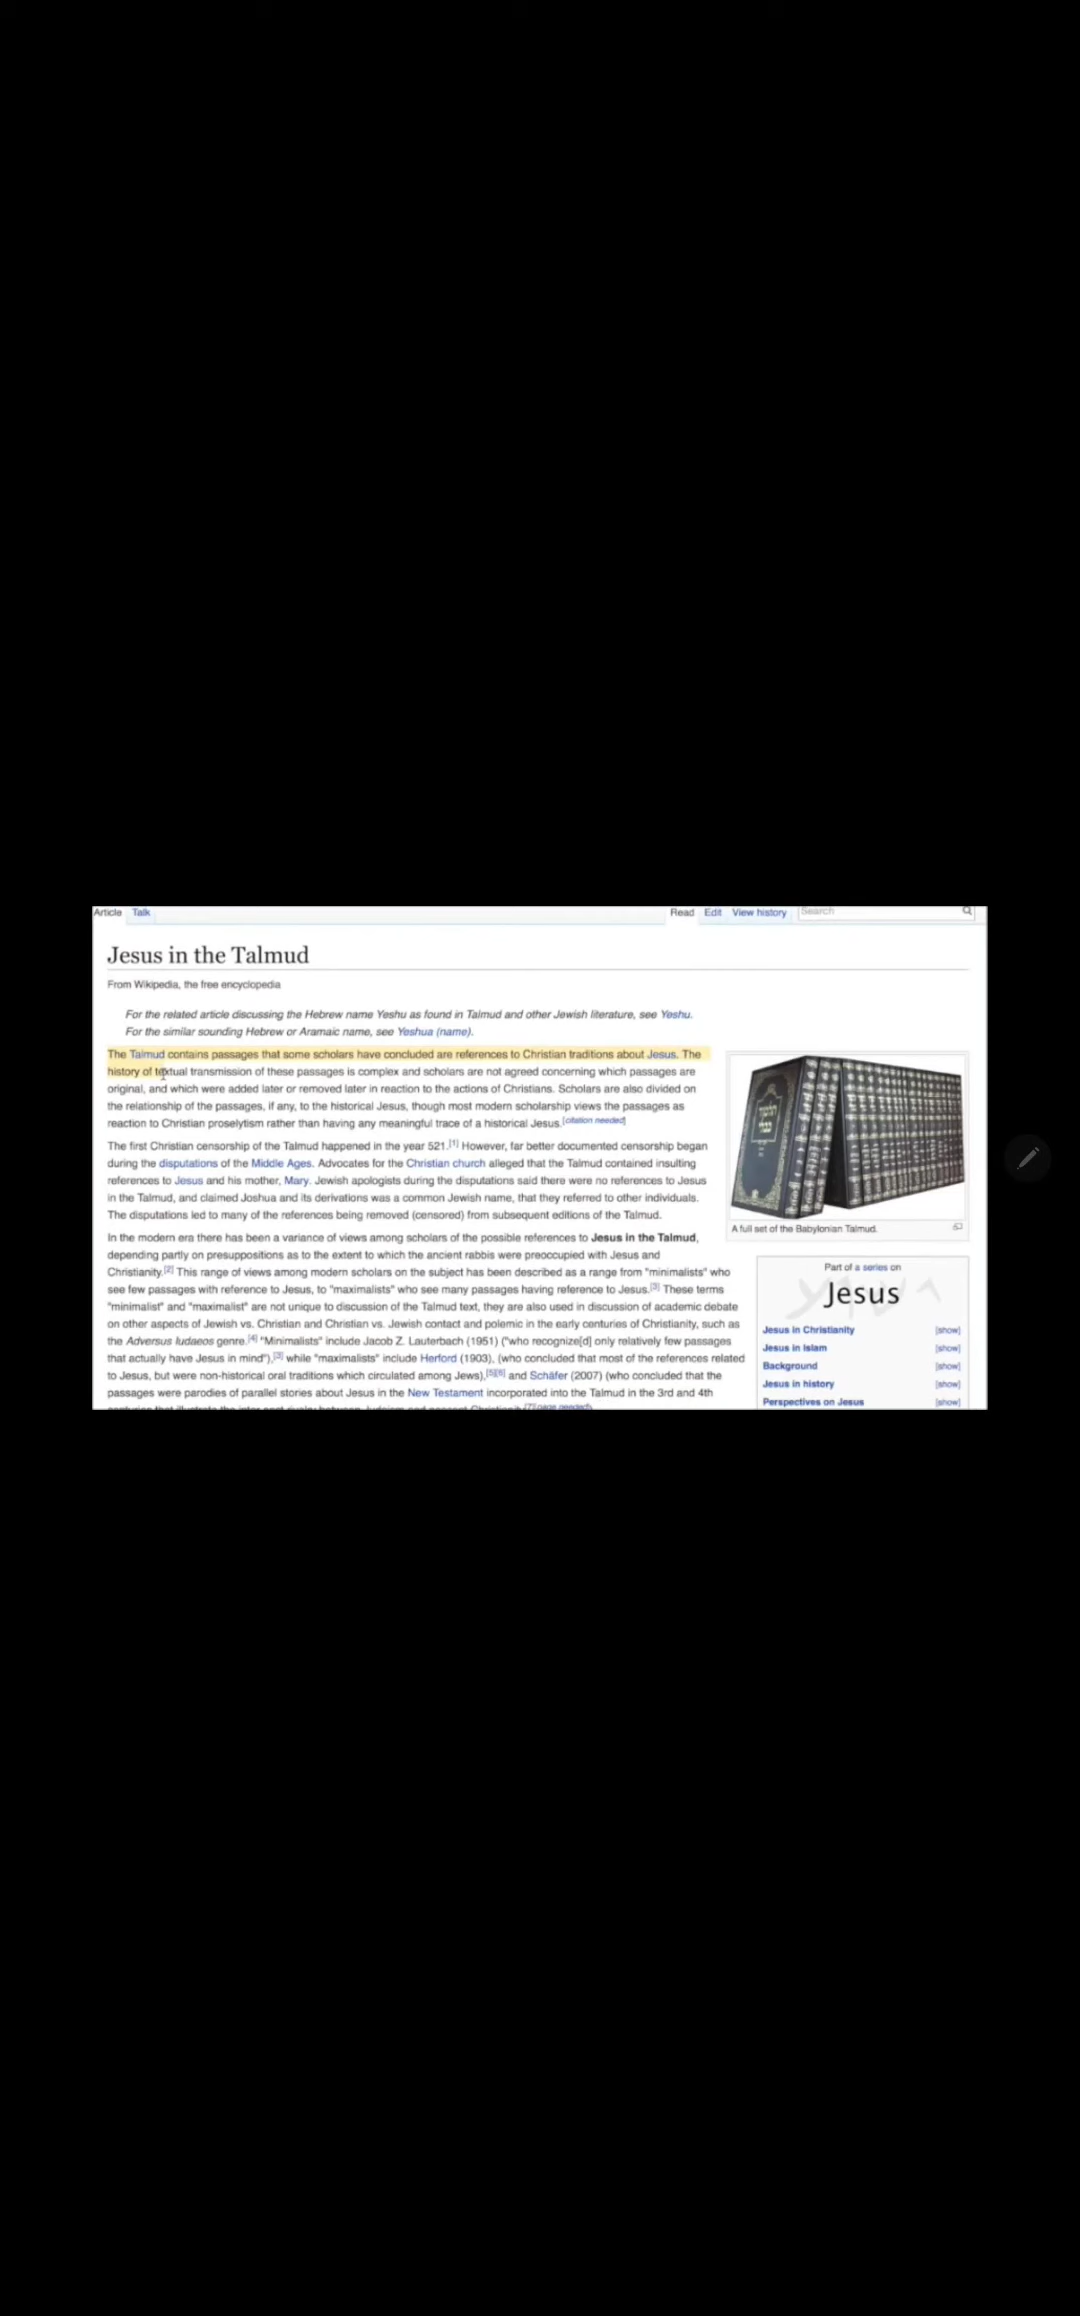 Article Talk Read Edit View history Search
Jesus in the Talmud
From Wikipedia, the free encyclopedia
For the related article discussing the Hebrew name Yeshu as found in Talmud and other Jewish literature, see Yeshu.
For the similar sounding Hebrew or Aramaic name, see Yeshua (name).
The Talmud contains passages that some scholars have concluded are references to Christian traditions about Jesus. The
history of textual transmission of these passages is complex and scholars are not agreed concerning which passages are
original, and which were added later or removed later in reaction to the actions of Christians. Scholars are also divided on
the relationship of the passages, if any, to the historical Jesus, though most modern scholarship views the passages as
reaction to Christian proselytism rather than having any meaningful trace of a historical Jesus.[citation needed]
The first Christian censorship of the Talmud happened in the year 521.[1] However, far better documented censorship began
during the disputations of the Middle Ages. Advocates for the Christian church alleged that the Talmud contained insulting
references to Jesus and his mother, Mary. Jewish apologists during the disputations said there were no references to Jesus
in the Talmud, and claimed Joshua and its derivations was a common Jewish name, that they referred to other individuals.
The disputations led to many of the references being removed (censored) from subsequent editions of the Talmud.
In the modern era there has been a variance of views among scholars of the possible references to Jesus in the Talmud,
depending partly on presuppositions as to the extent to which the ancient rabbis were preoccupied with Jesus and
Christianity.[2] This range of views among modern scholars on the subject has been described as a range from "minimalists" who
see few passages with reference to Jesus, to "maximalists" who see many passages having reference to Jesus.[3] These terms
"minimalist" and "maximalist" are not unique to discussion of the Talmud text, they are also used in discussion of academic debate
on other aspects of Jewish vs. Christian and Christian vs. Jewish contact and polemic in the early centuries of Christianity, such as
the Adversus Iudaeos genre.[4] "Minimalists" include Jacob Z. Lauterbach (1951) ("who recognize[d] only relatively few passages
that actually have Jesus in mind"),[3] while "maximalists" include Herford (1903), (who concluded that most of the references related
to Jesus, but were non-historical oral traditions which circulated among Jews),[5][6] and Schäfer (2007) (who concluded that the
passages were parodies of parallel stories about Jesus in the New Testament incorporated into the Talmud in the 3rd and 4th
תלמוד
בבלי
A full set of the Babylonian Talmud.
Part of a series on
Jesus
Jesus in Christianity [show]
Jesus in Islam [show]
Background [show]
Jesus in history [show]
Perspectives on Jesus [show]